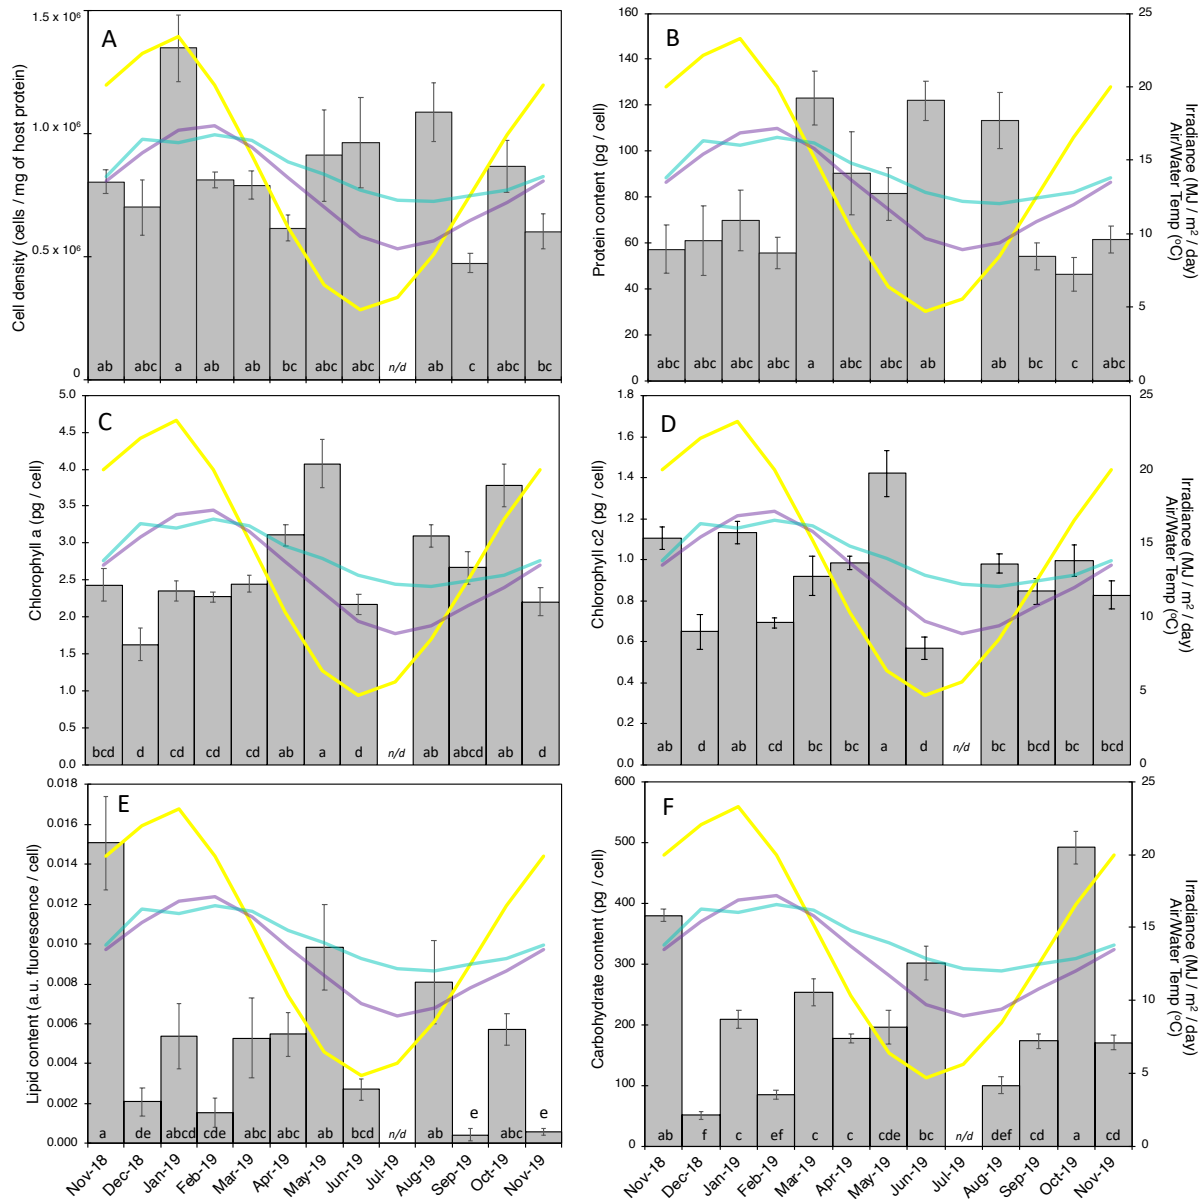 A
1.5 x 10⁶
1.0 x 10⁶
0.5 x 10⁶
0
Cell density (cells / mg of host protein)
ab abc a ab ab bc abc abc n/d ab c abc bc
B
160
140
120
100
80
60
40
20
0
Protein content (pg / cell)
abc abc abc abc a abc abc ab ab bc c abc
25
20
15
10
5
0
Irradiance (MJ / m² / day)
Air/Water Temp (°C)
C
5.0
4.5
4.0
3.5
3.0
2.5
2.0
1.5
1.0
0.5
0.0
Chlorophyll a (pg / cell)
bcd d cd cd cd ab a d n/d ab abcd ab d
D
1.8
1.6
1.4
1.2
1.0
0.8
0.6
0.4
0.2
0.0
Chlorophyll c2 (pg / cell)
ab d ab cd bc bc a d n/d bc bcd bc bcd
25
20
15
10
5
0
Irradiance (MJ / m² / day)
Air/Water Temp (°C)
E
0.018
0.016
0.014
0.012
0.010
0.008
0.006
0.004
0.002
0.000
Lipid content (a.u. fluorescence / cell)
a de abcd cde abc abc ab bcd n/d ab e abc e
Nov-18 Dec-18 Jan-19 Feb-19 Mar-19 Apr-19 May-19 Jun-19 Jul-19 Aug-19 Sep-19 Oct-19 Nov-19
F
600
500
400
300
200
100
0
Carbohydrate content (pg / cell)
ab f c ef c c cde bc n/d def cd a cd
25
20
15
10
5
0
Irradiance (MJ / m² / day)
Air/Water Temp (°C)
Nov-18 Dec-18 Jan-19 Feb-19 Mar-19 Apr-19 May-19 Jun-19 Jul-19 Aug-19 Sep-19 Oct-19 Nov-19